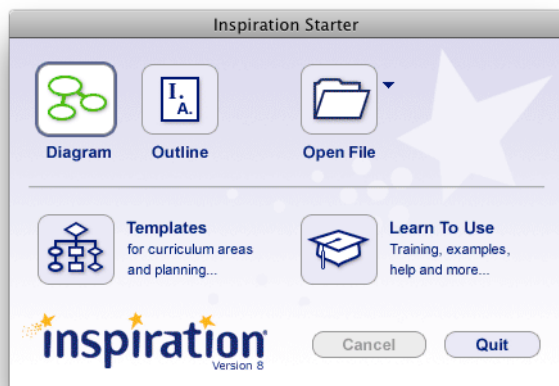 Inspiration Starter
I.
A.
Diagram
Outline
Open File
Templates
for curriculum areas
and planning...
Learn To Use
Training, examples,
help and more...
inspiration®
Version 8
Cancel
Quit